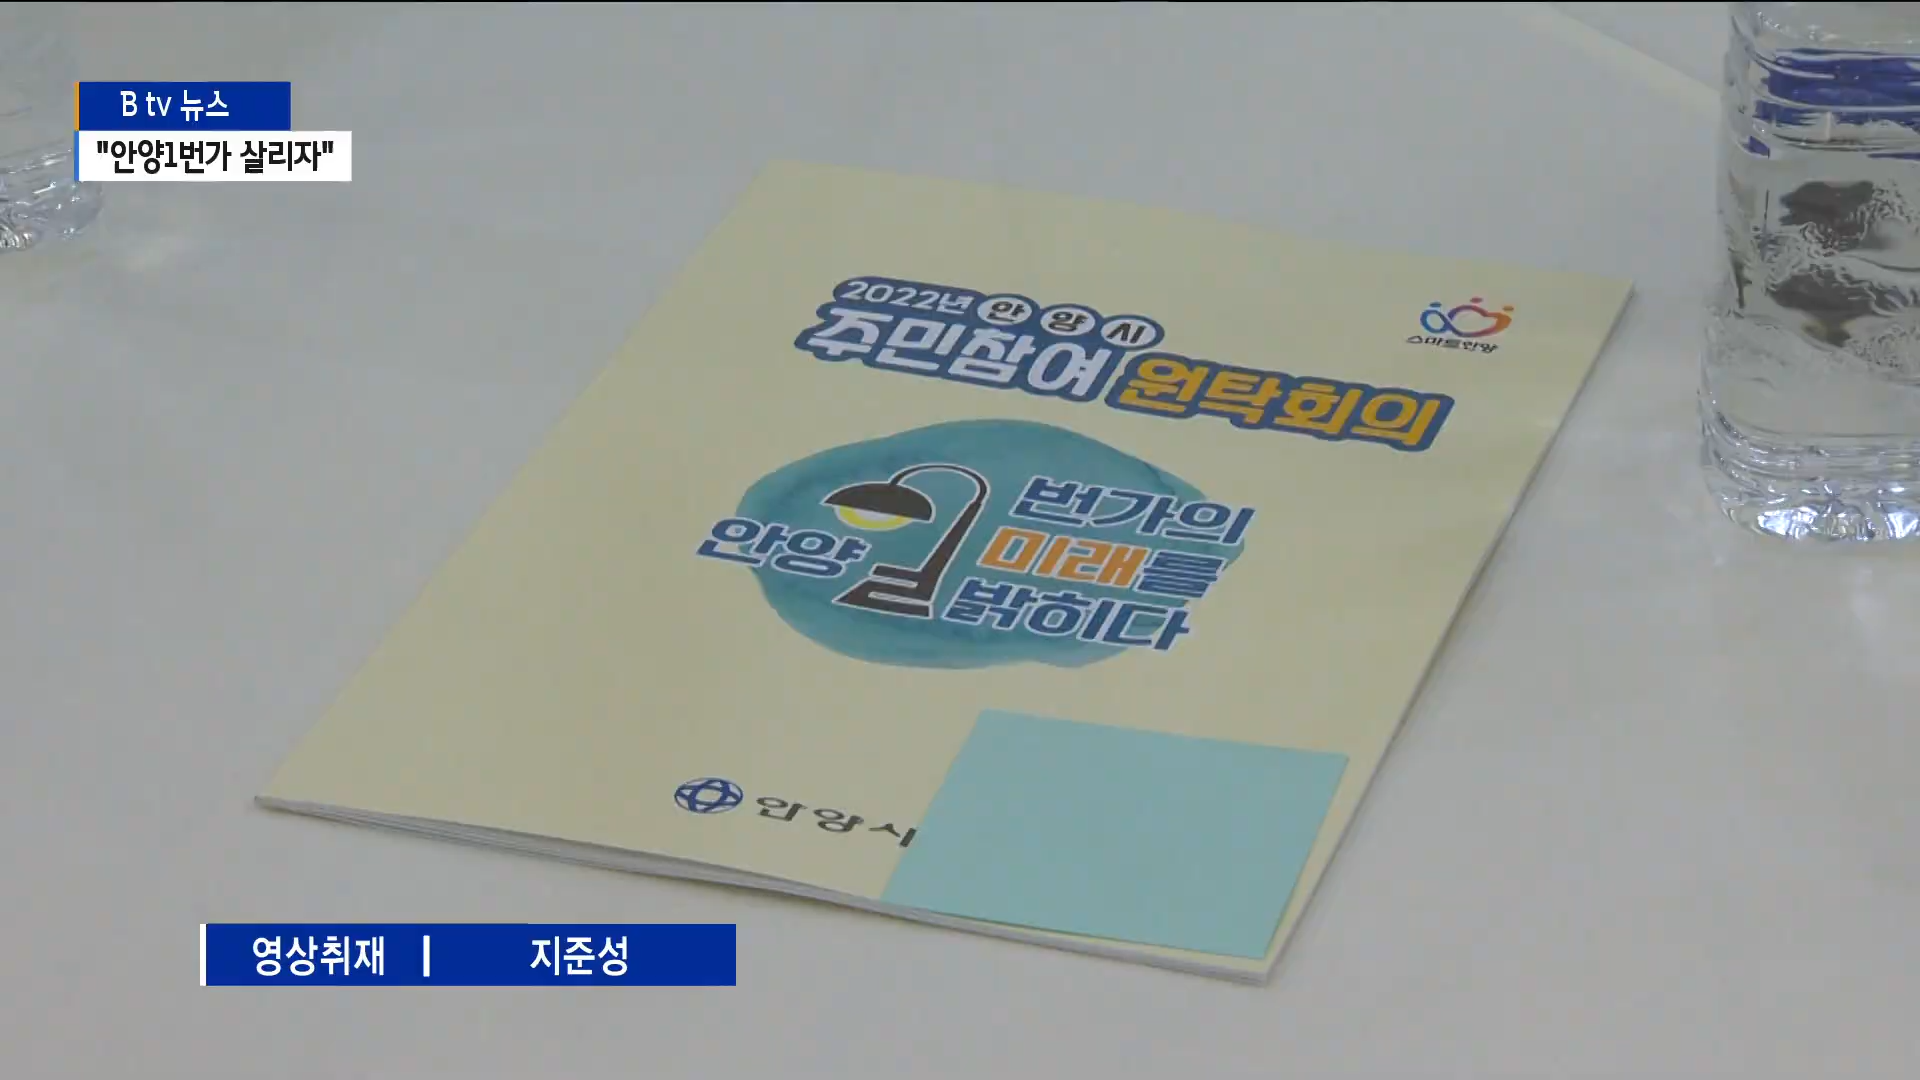 B tv 뉴스
"안양1번가 살리자"
2022년 안양시
주민참여 원탁회의
스마트안양
안양 1 번가의
미래를
밝히다
안양시
영상취재 | 지준성